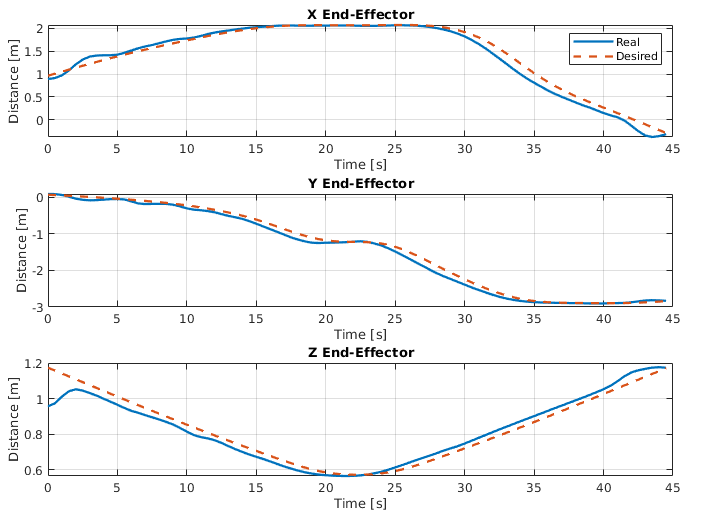 X End-Effector
Distance [m]
2
1.5
1
0.5
0
Real
Desired
0 5 10 15 20 25 30 35 40 45
Time [s]
Y End-Effector
Distance [m]
0
-1
-2
-3
0 5 10 15 20 25 30 35 40 45
Time [s]
Z End-Effector
Distance [m]
1.2
1
0.8
0.6
0 5 10 15 20 25 30 35 40 45
Time [s]